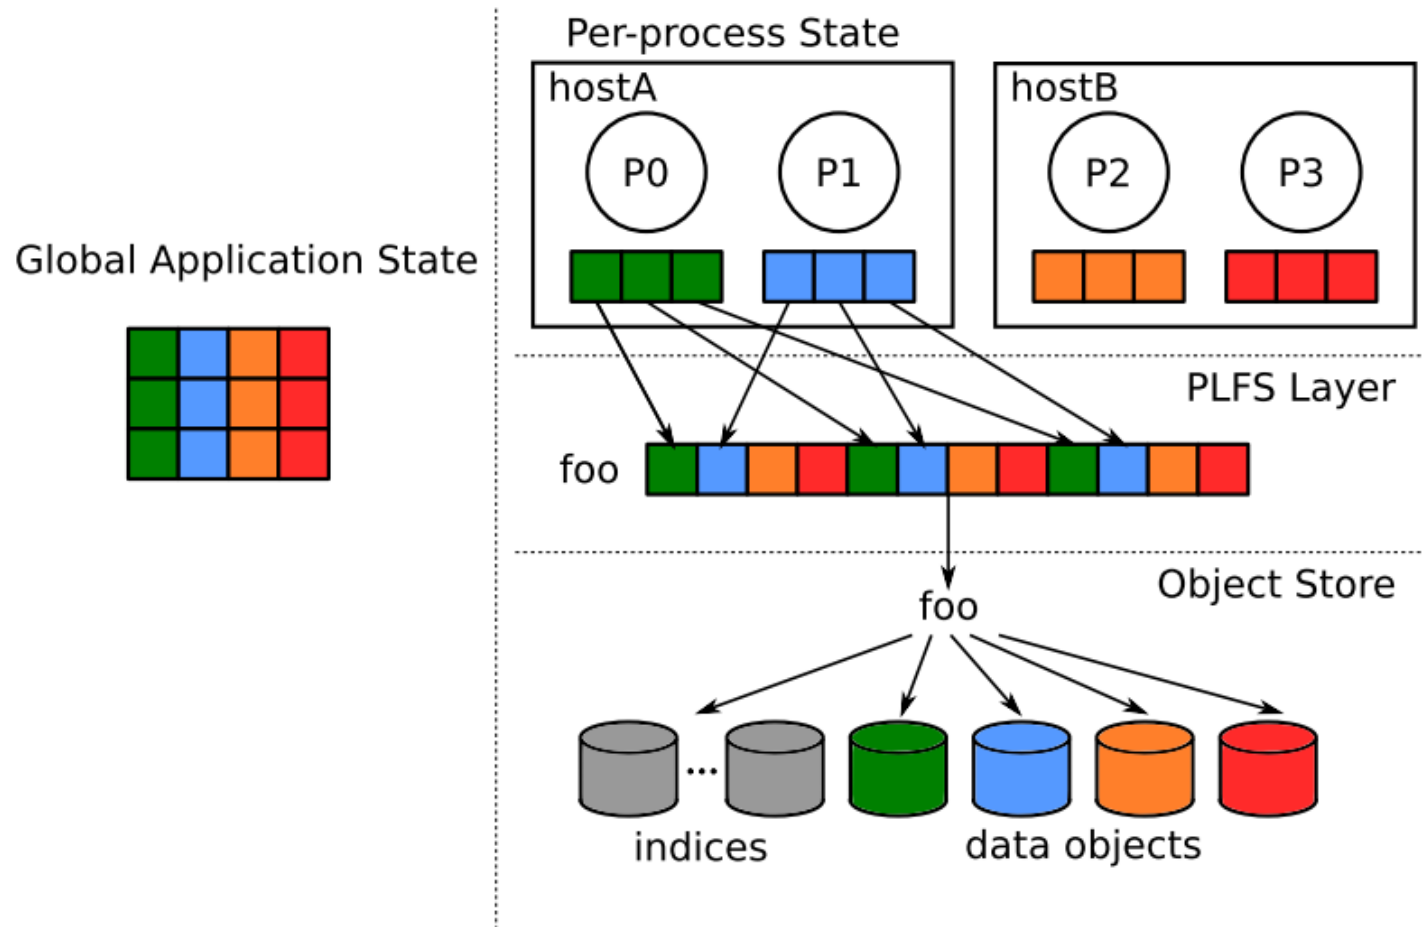 Per-process State
hostA
hostB
P0
P1
P2
P3
Global Application State
PLFS Layer
foo
Object Store
foo
...
indices
data objects